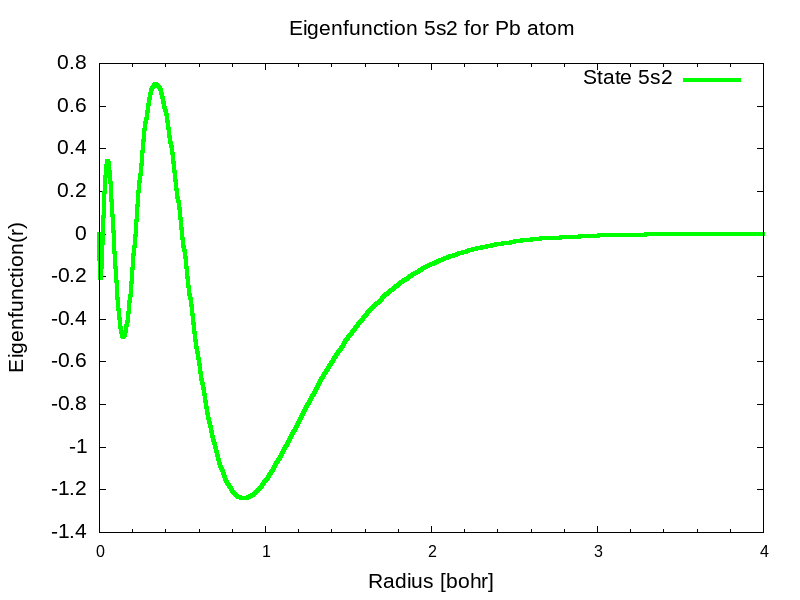 Eigenfunction 5s2 for Pb atom
State 5s2
0.8
0.6
0.4
0.2
0
-0.2
-0.4
-0.6
-0.8
-1
-1.2
-1.4
Eigenfunction(r)
0 1 2 3 4
Radius [bohr]